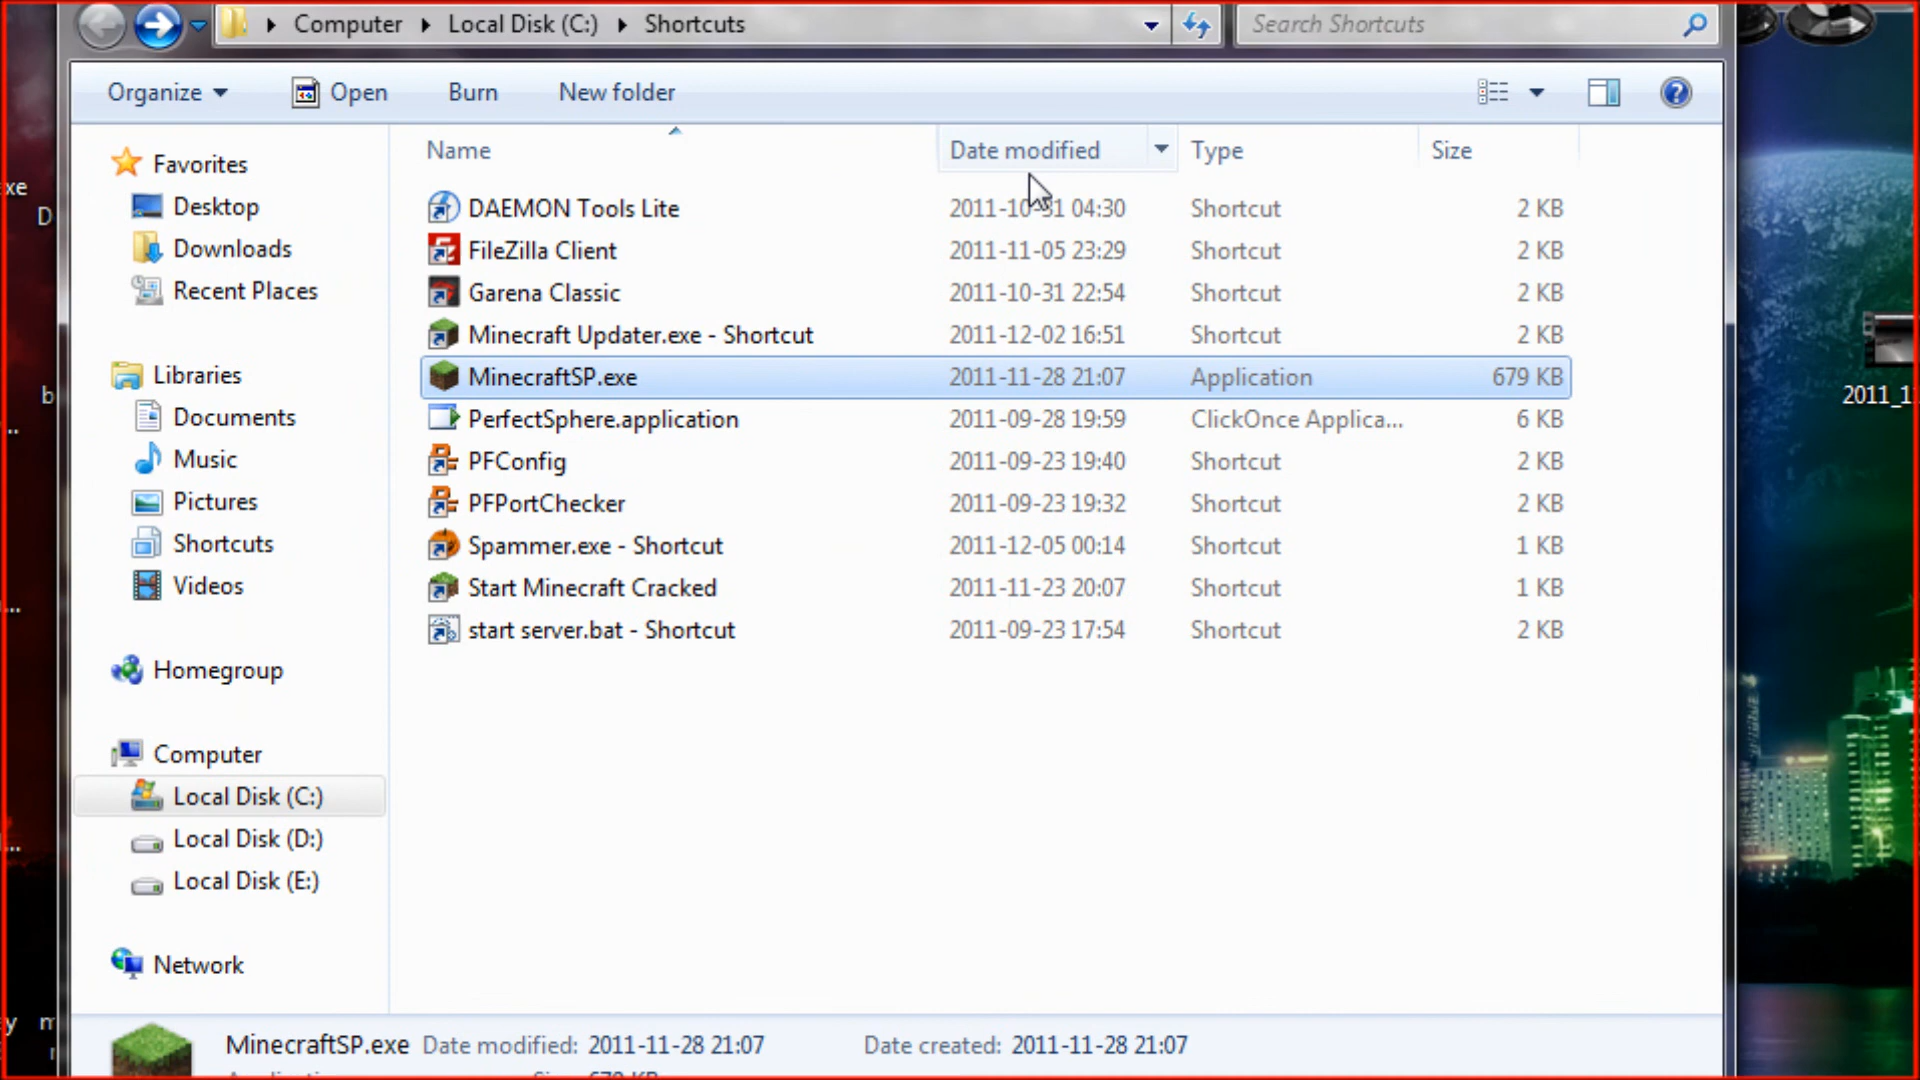 Computer Local Disk (C:) Shortcuts Search Shortcuts
Organize Open Burn New folder
Name Date modified Type Size
Favorites
Desktop
Downloads
Recent Places
Libraries
Documents
Music
Pictures
Shortcuts
Videos
Homegroup
Computer
Local Disk (C:)
Local Disk (D:)
Local Disk (E:)
Network
DAEMON Tools Lite 2011-10-31 04:30 Shortcut 2 KB
FileZilla Client 2011-11-05 23:29 Shortcut 2 KB
Garena Classic 2011-10-31 22:54 Shortcut 2 KB
Minecraft Updater.exe - Shortcut 2011-12-02 16:51 Shortcut 2 KB
MinecraftSP.exe 2011-11-28 21:07 Application 679 KB
PerfectSphere.application 2011-09-28 19:59 ClickOnce Applica... 6 KB
PFConfig 2011-09-23 19:40 Shortcut 2 KB
PFPortChecker 2011-09-23 19:32 Shortcut 2 KB
Spammer.exe - Shortcut 2011-12-05 00:14 Shortcut 1 KB
Start Minecraft Cracked 2011-11-23 20:07 Shortcut 1 KB
start server.bat - Shortcut 2011-09-23 17:54 Shortcut 2 KB
MinecraftSP.exe Date modified: 2011-11-28 21:07 Date created: 2011-11-28 21:07
xe
D
b
...
...
...
y m
2011_1